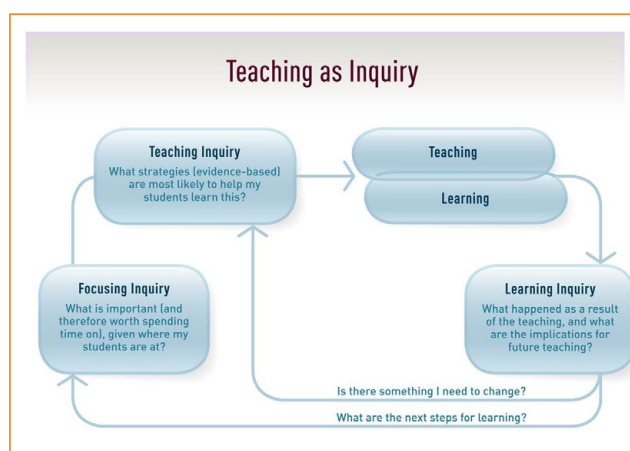 Teaching as Inquiry
Teaching Inquiry
What strategies (evidence-based)
are most likely to help my
students learn this?
Teaching
Learning
Focusing Inquiry
What is important (and
therefore worth spending
time on), given where my
students are at?
Learning Inquiry
What happened as a result
of the teaching, and what
are the implications for
future teaching?
Is there something I need to change?
What are the next steps for learning?